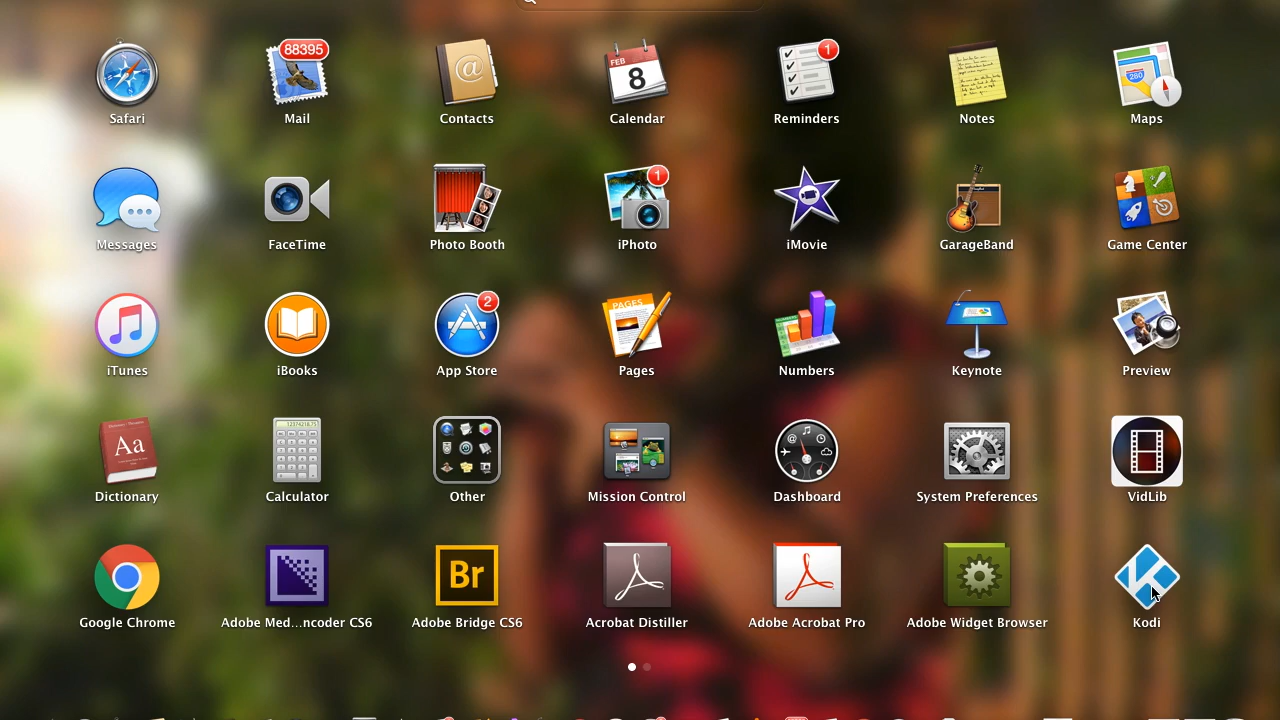 88395
1
FEB
8
280
Safari
Mail
Contacts
Calendar
Reminders
Notes
Maps
1
Messages
FaceTime
Photo Booth
iPhoto
iMovie
GarageBand
Game Center
2
PAGES
iTunes
iBooks
App Store
Pages
Numbers
Keynote
Preview
Aa
Dictionary
Calculator
Other
Mission Control
Dashboard
System Preferences
VidLib
Br
Google Chrome
Adobe Med...ncoder CS6
Adobe Bridge CS6
Acrobat Distiller
Adobe Acrobat Pro
Adobe Widget Browser
Kodi